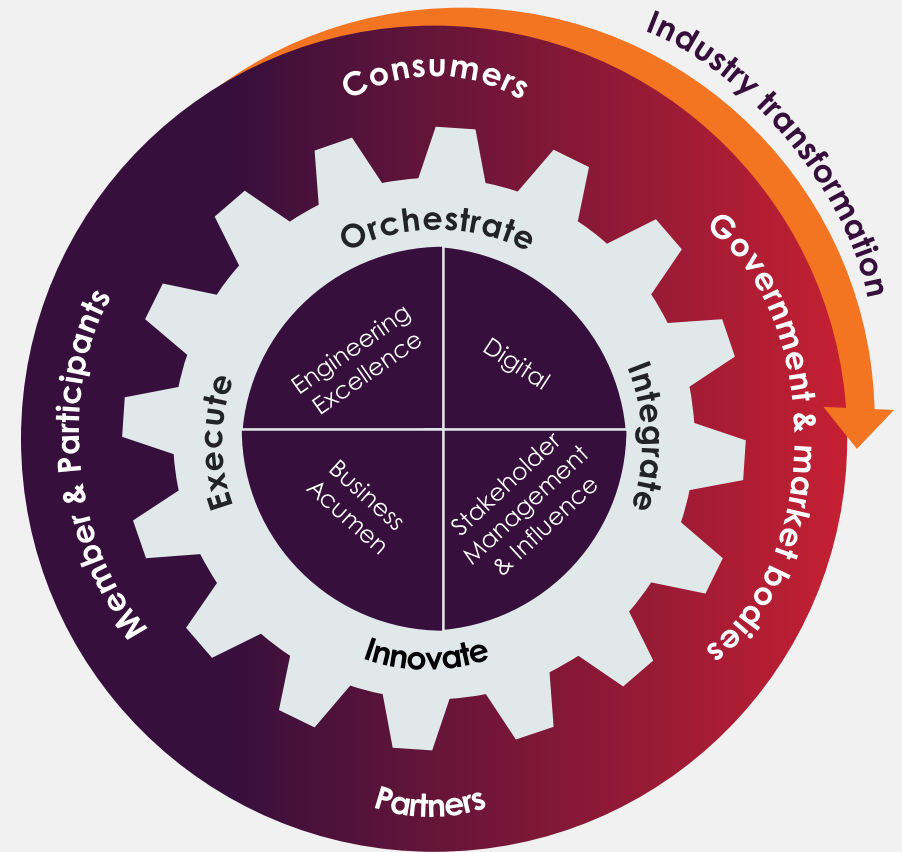 Industry transformation
Consumers
Government & market bodies
Partners
Member & Participants
Orchestrate
Integrate
Innovate
Execute
Engineering
Excellence
Digital
Business
Acumen
Stakeholder
Management
& Influence